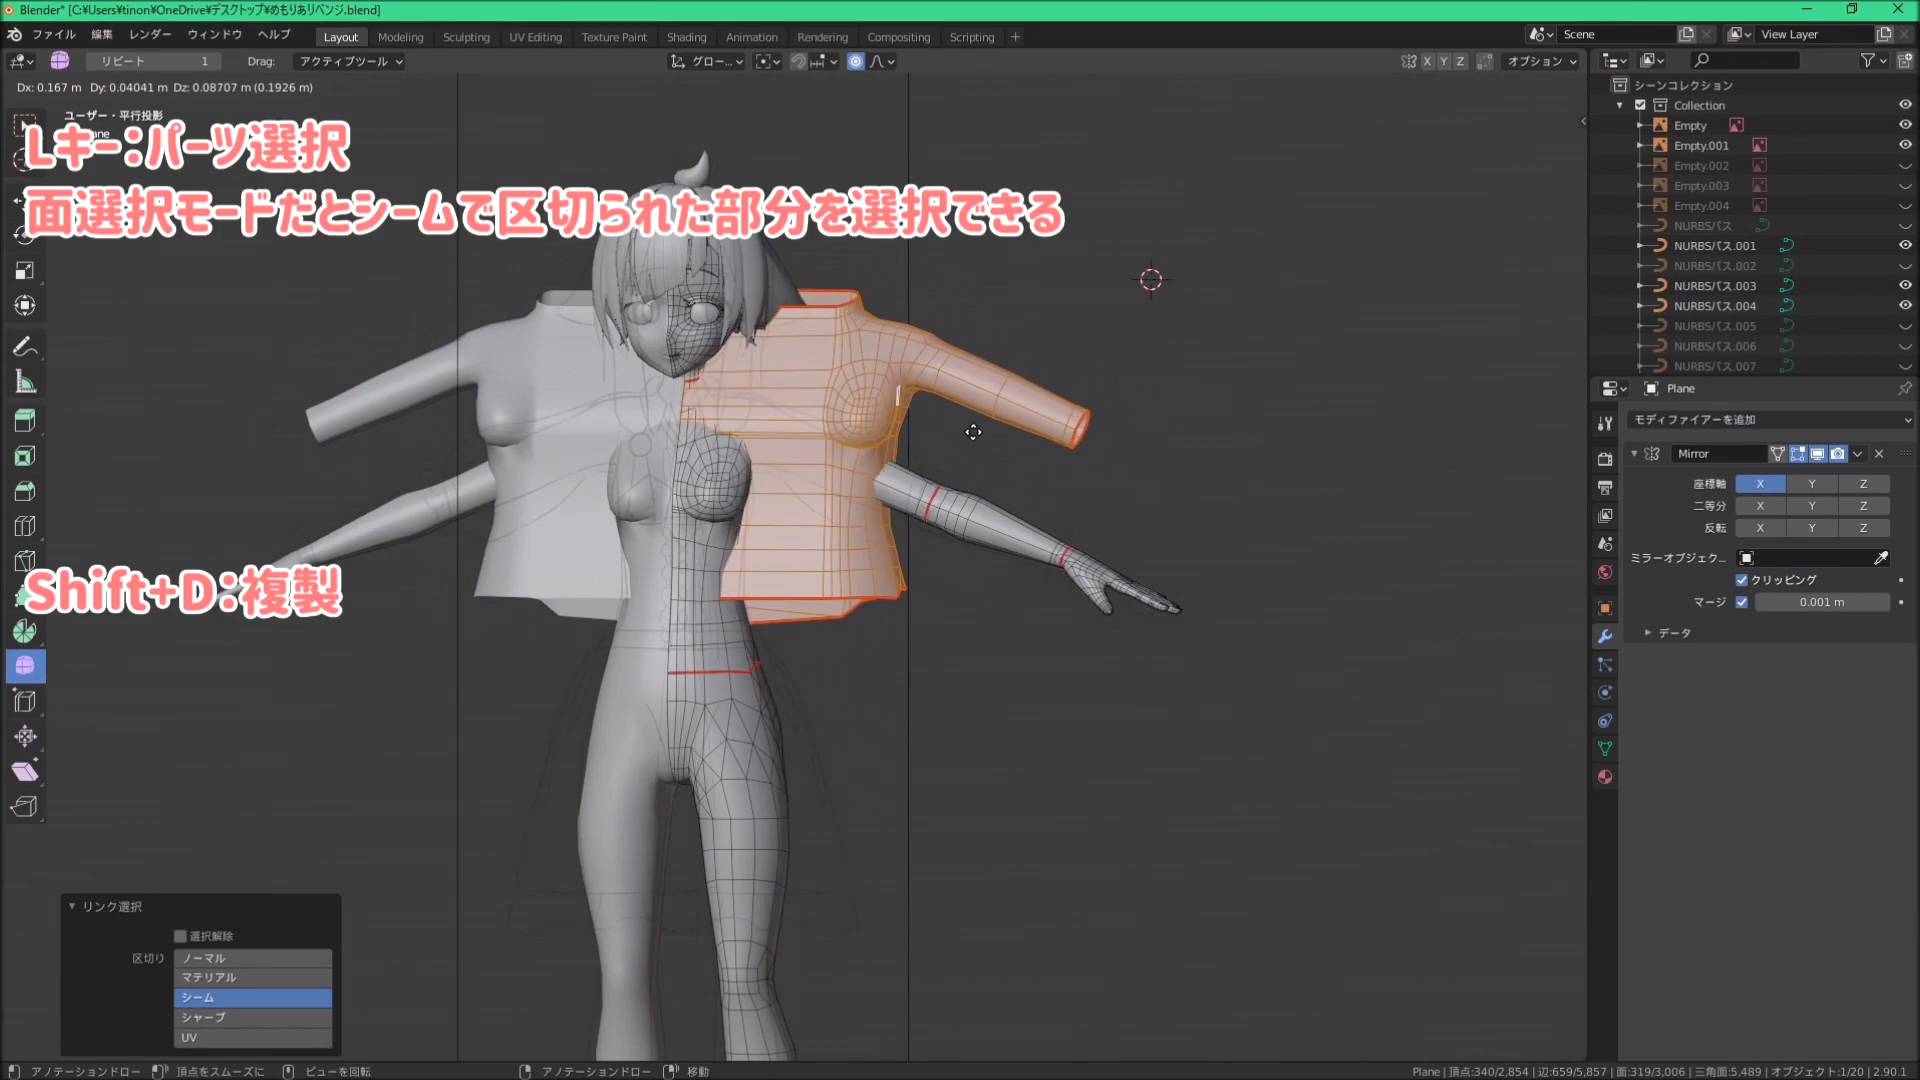 Blender* [C:¥Users¥tinon¥OneDrive¥デスクトップ¥めもりありベンジ.blend]
ファイル 編集 レンダー ウィンドウ ヘルプ Layout Modeling Sculpting UV Editing Texture Paint Shading Animation Rendering Compositing Scripting + Scene View Layer
リピート 1 Drag: アクティブツール グロー... X Y Z オプション
Dx: 0.167 m Dy: 0.04041 m Dz: 0.08707 m (0.1926 m)
ユーザー・平行投影
ane
Lキー:パーツ選択
面選択モードだとシームで区切られた部分を選択できる
Shift+D:複製
シーンコレクション
Collection
Empty
Empty.001
Empty.002
Empty.003
Empty.004
NURBSパス
NURBSパス.001
NURBSパス.002
NURBSパス.003
NURBSパス.004
NURBSパス.005
NURBSパス.006
NURBSパス.007
Plane
モディファイアーを追加
Mirror
座標軸 X Y Z
二等分 X Y Z
反転 X Y Z
ミラーオブジェク...
クリッピング
マージ 0.001 m
データ
リンク選択
選択解除
区切り ノーマル
マテリアル
シーム
シャープ
UV
アノテーションドロー 頂点をスムーズに ビューを回転 アノテーションドロー 移動 Plane | 頂点:340/2,854 | 辺:659/5,857 | 面:319/3,006 | 三角面:5,489 | オブジェクト:1/20 | 2.90.1